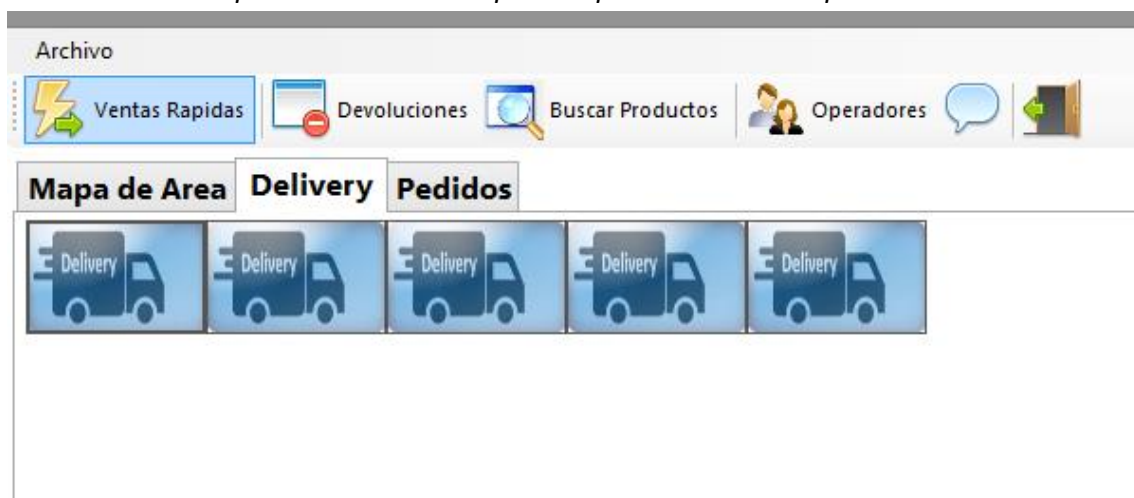 Archivo
Ventas Rapidas Devoluciones Buscar Productos Operadores
Mapa de Area Delivery Pedidos
Delivery Delivery Delivery Delivery Delivery